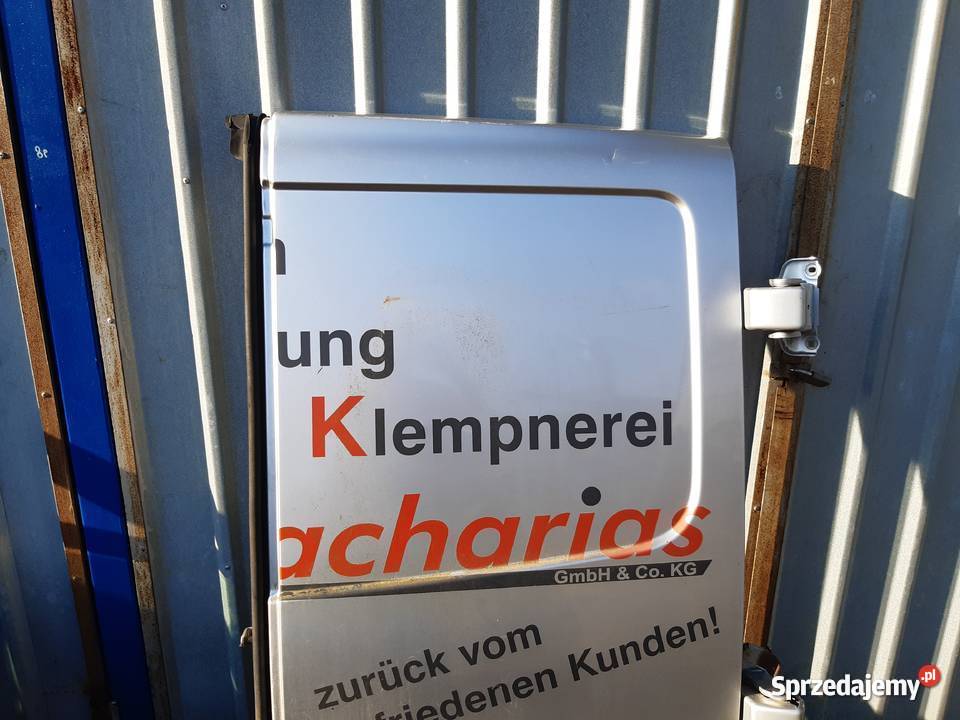 n
ung
Klempnerei
acharias
GmbH & Co. KG
zurück vom
friedenen Kunden!
Sprzedajemy.pl